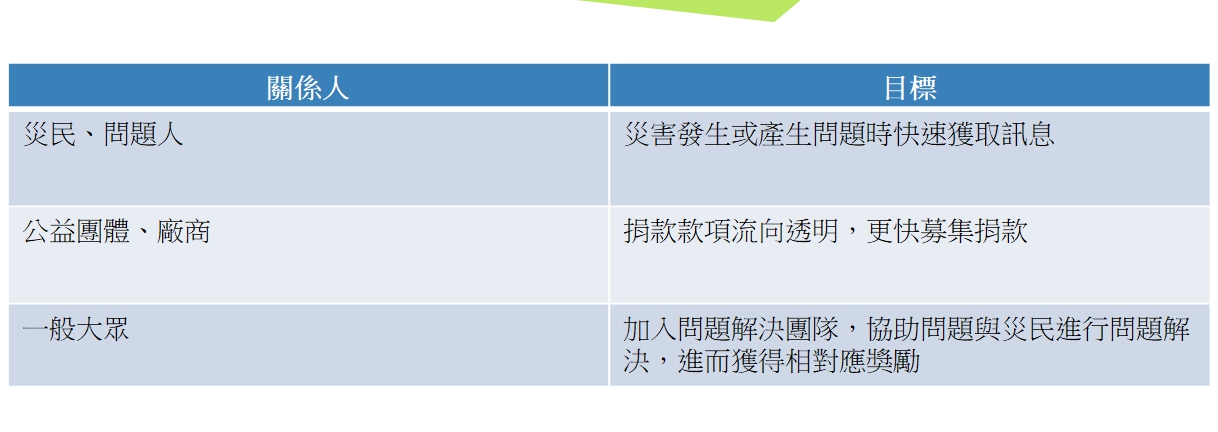 關係人
目標
災民、問題人
災害發生或產生問題時快速獲取訊息
公益團體、廠商
捐款款項流向透明，更快募集捐款
一般大眾
加入問題解決團隊，協助問題與災民進行問題解
決，進而獲得相對應獎勵